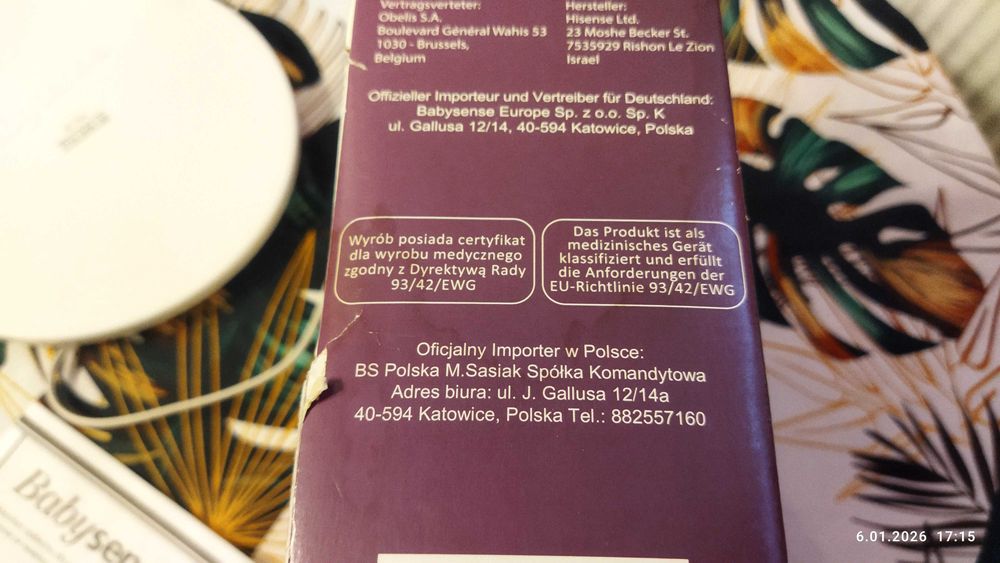 Vertragsverteter:
Obelis S.A.
Boulevard Général Wahis 53
1030 - Brussels,
Belgium
Hersteller:
Hisense Ltd.
23 Moshe Becker St.
7535929 Rishon Le Zion
Israel
Offizieller Importeur und Vertreiber für Deutschland:
Babysense Europe Sp. z o.o. Sp. K
ul. Gallusa 12/14, 40-594 Katowice, Polska
Wyrób posiada certyfikat
dla wyrobu medycznego
zgodny z Dyrektywą Rady
93/42/EWG
Das Produkt ist als
medizinisches Gerät
klassifiziert und erfüllt
die Anforderungen der
EU-Richtlinie 93/42/EWG
Oficjalny Importer w Polsce:
BS Polska M.Sasiak Spółka Komandytowa
Adres biura: ul. J. Gallusa 12/14a
40-594 Katowice, Polska Tel.: 882557160
Babysen
6.01.2026 17:15